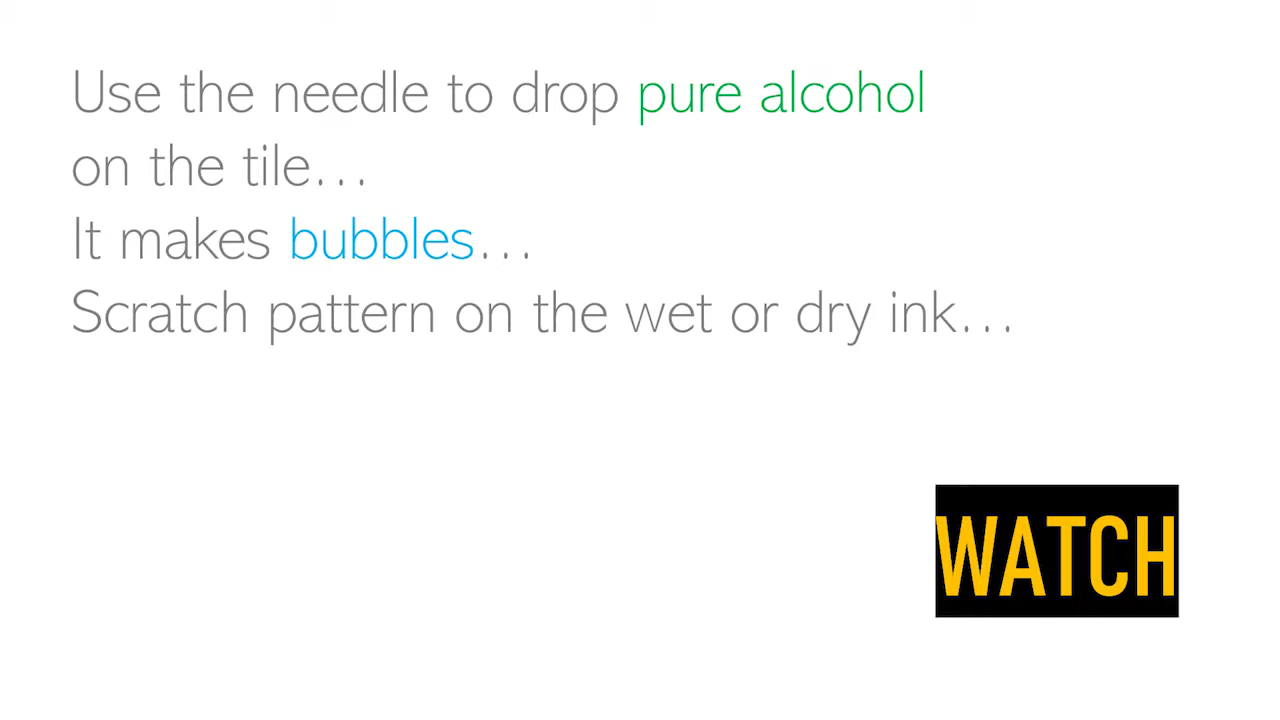 Use the needle to drop pure alcohol
on the tile...
It makes bubbles...
Scratch pattern on the wet or dry ink...
WATCH